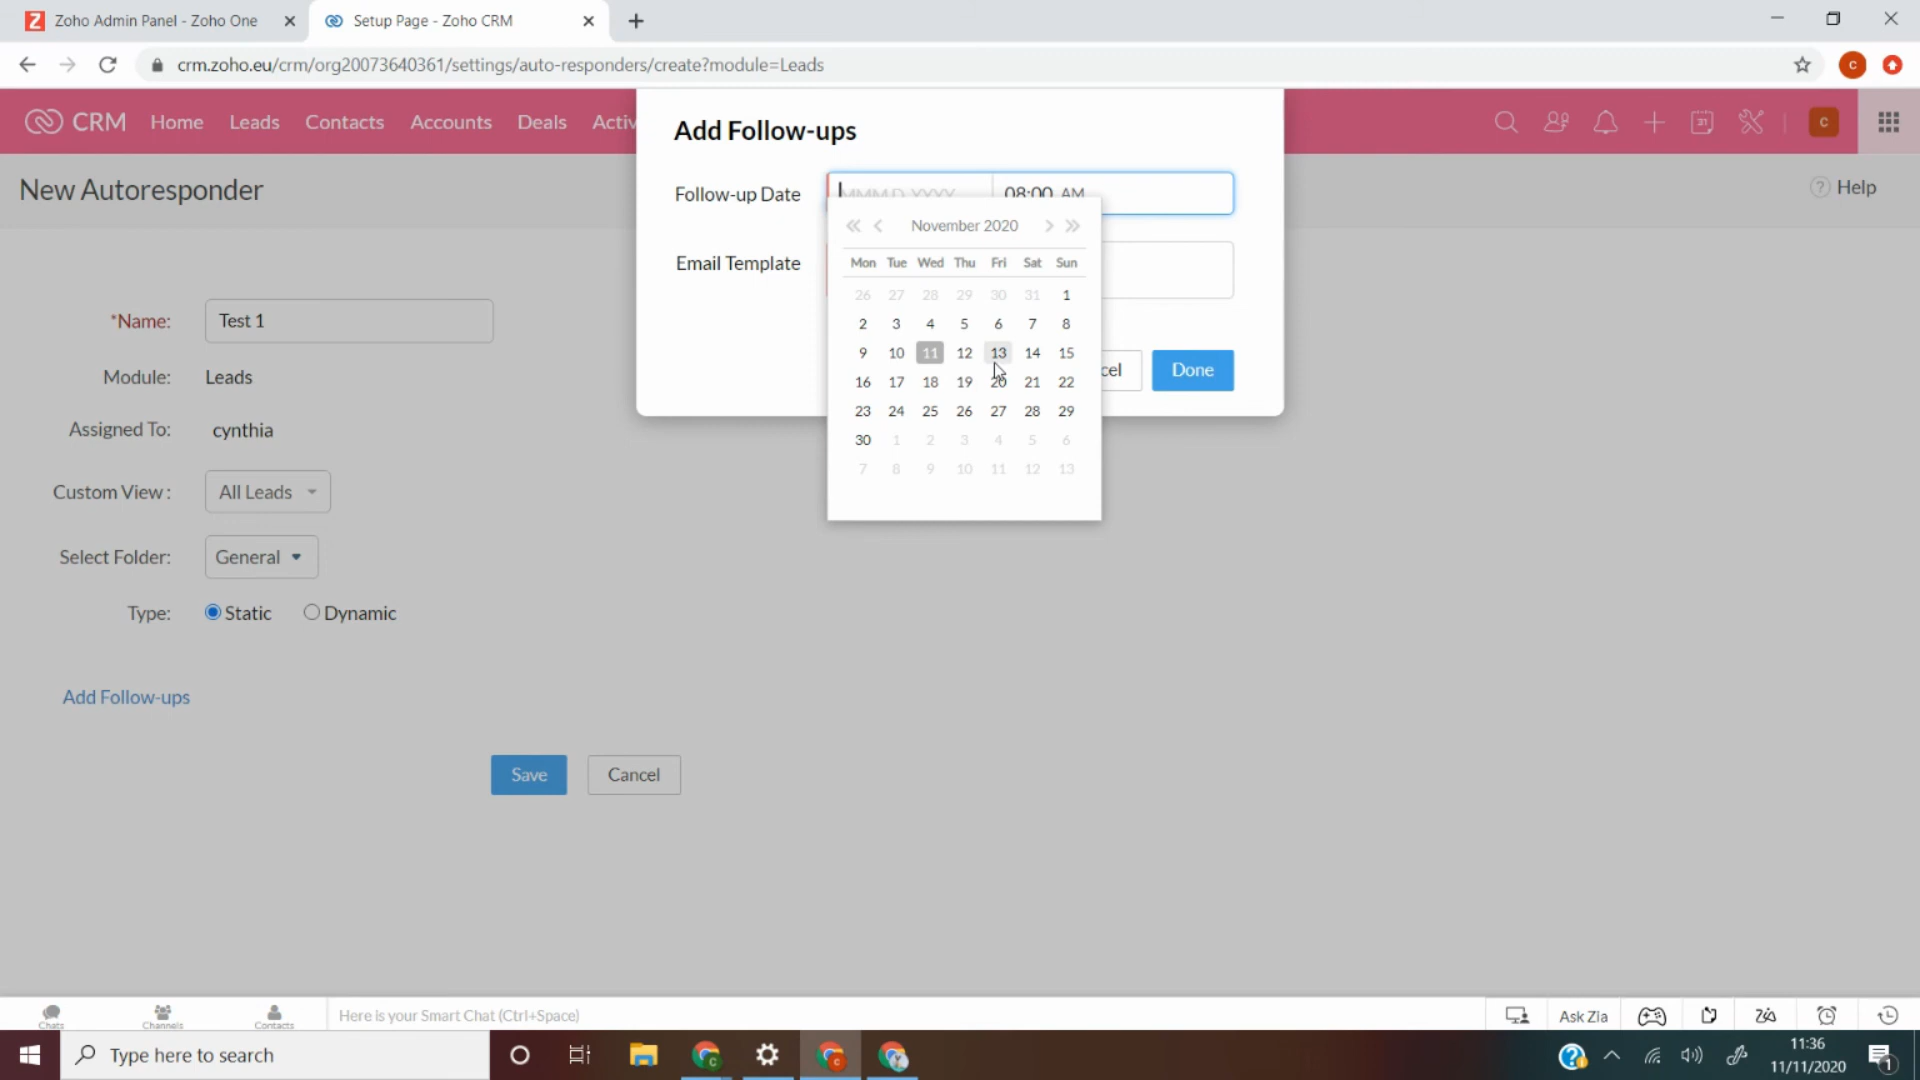 Zoho Admin Panel - Zoho One
Setup Page - Zoho CRM
crm.zoho.eu/crm/org20073640361/settings/auto-responders/create?module=Leads
CRM Home Leads Contacts Accounts Deals Activ
New Autoresponder
Help
Add Follow-ups
Follow-up Date MMM D, YYYY 08:00 AM
Email Template
November 2020
Mon Tue Wed Thu Fri Sat Sun
26 27 28 29 30 31 1
2 3 4 5 6 7 8
9 10 11 12 13 14 15
16 17 18 19 20 21 22
23 24 25 26 27 28 29
30 1 2 3 4 5 6
7 8 9 10 11 12 13
cel Done
*Name: Test 1
Module: Leads
Assigned To: cynthia
Custom View: All Leads
Select Folder: General
Type: Static Dynamic
Add Follow-ups
Save Cancel
Chats Channels Contacts Here is your Smart Chat (Ctrl+Space) Ask Zia
Type here to search
11:36
11/11/2020
1